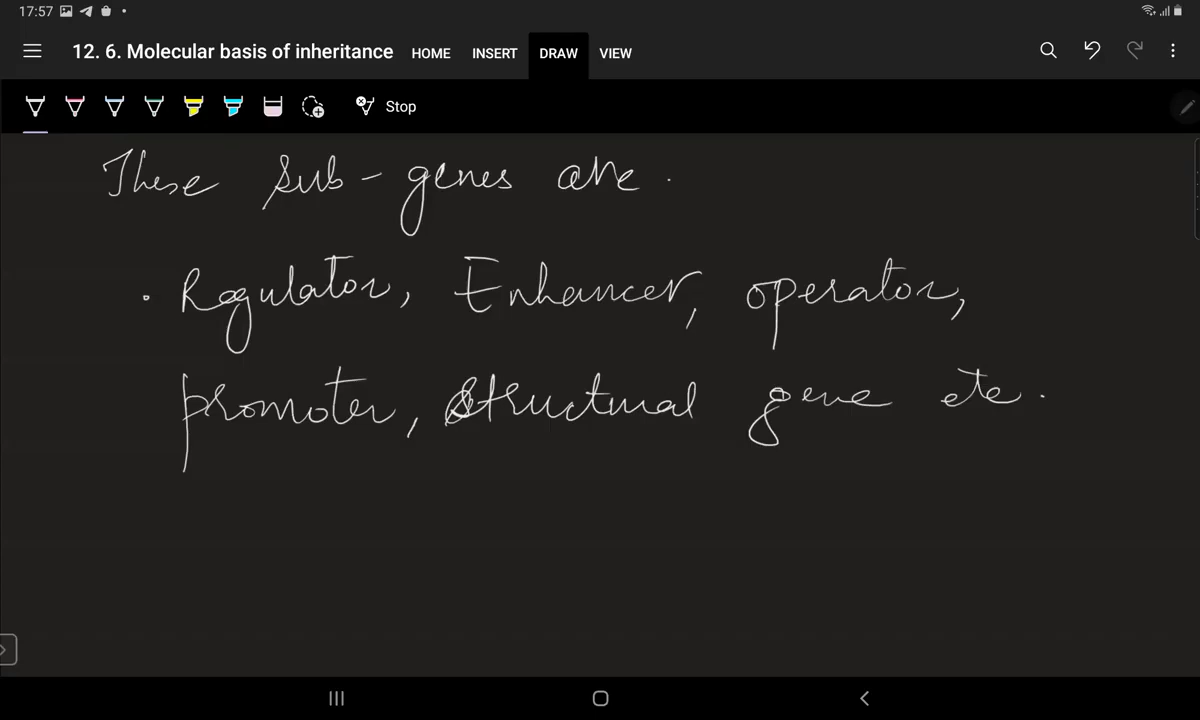 17:57
12. 6. Molecular basis of inheritance HOME INSERT DRAW VIEW
Stop
These sub-genes are.
. Regulator, Enhancer, operator,
promoter, structural gene etc.